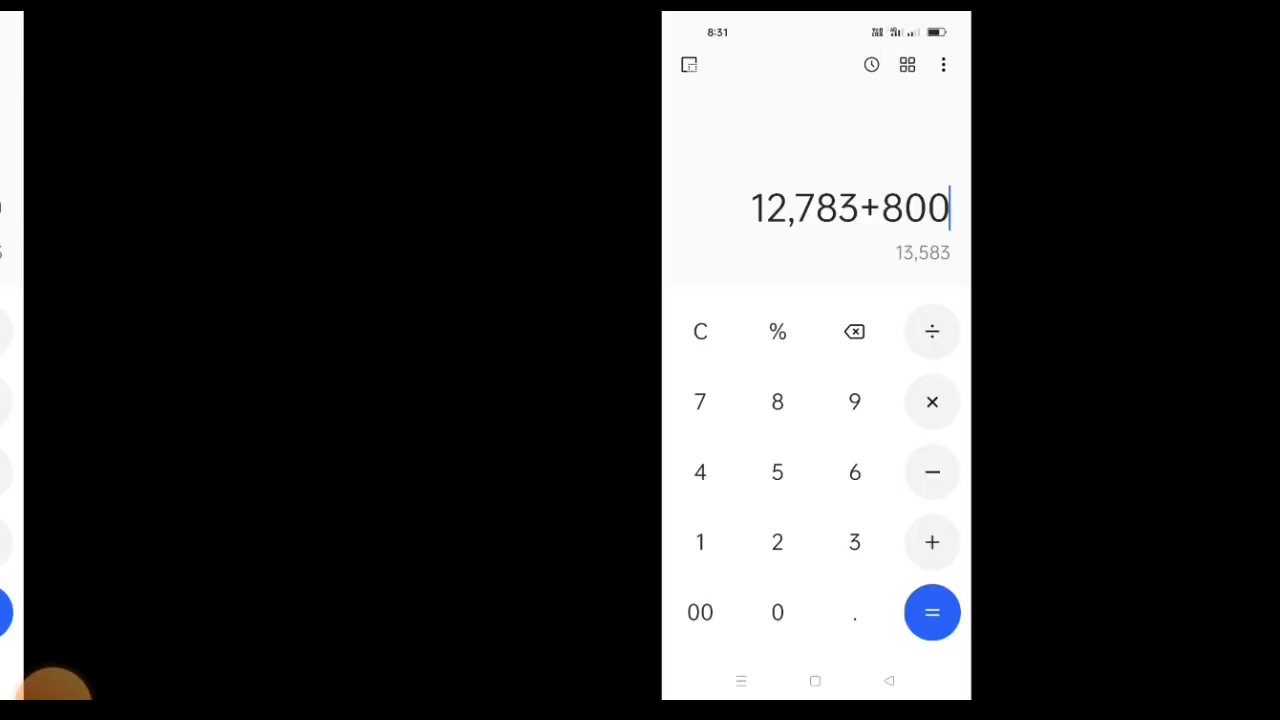 8:31
12,783+800
13,583
C % ÷
7 8 9 ×
4 5 6 −
1 2 3 +
00 0 . =